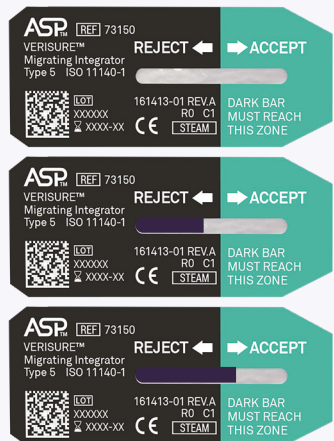 ASP™ REF 73150
VERISURE™
Migrating Integrator
Type 5 ISO 11140-1
REJECT ACCEPT
LOT
XXXXXX
XXXX-XX
161413-01 REV.A
R0 C1
CE STEAM
DARK BAR
MUST REACH
THIS ZONE
ASP™ REF 73150
VERISURE™
Migrating Integrator
Type 5 ISO 11140-1
REJECT ACCEPT
LOT
XXXXXX
XXXX-XX
161413-01 REV.A
R0 C1
CE STEAM
DARK BAR
MUST REACH
THIS ZONE
ASP™ REF 73150
VERISURE™
Migrating Integrator
Type 5 ISO 11140-1
REJECT ACCEPT
LOT
XXXXXX
XXXX-XX
161413-01 REV.A
R0 C1
CE STEAM
DARK BAR
MUST REACH
THIS ZONE